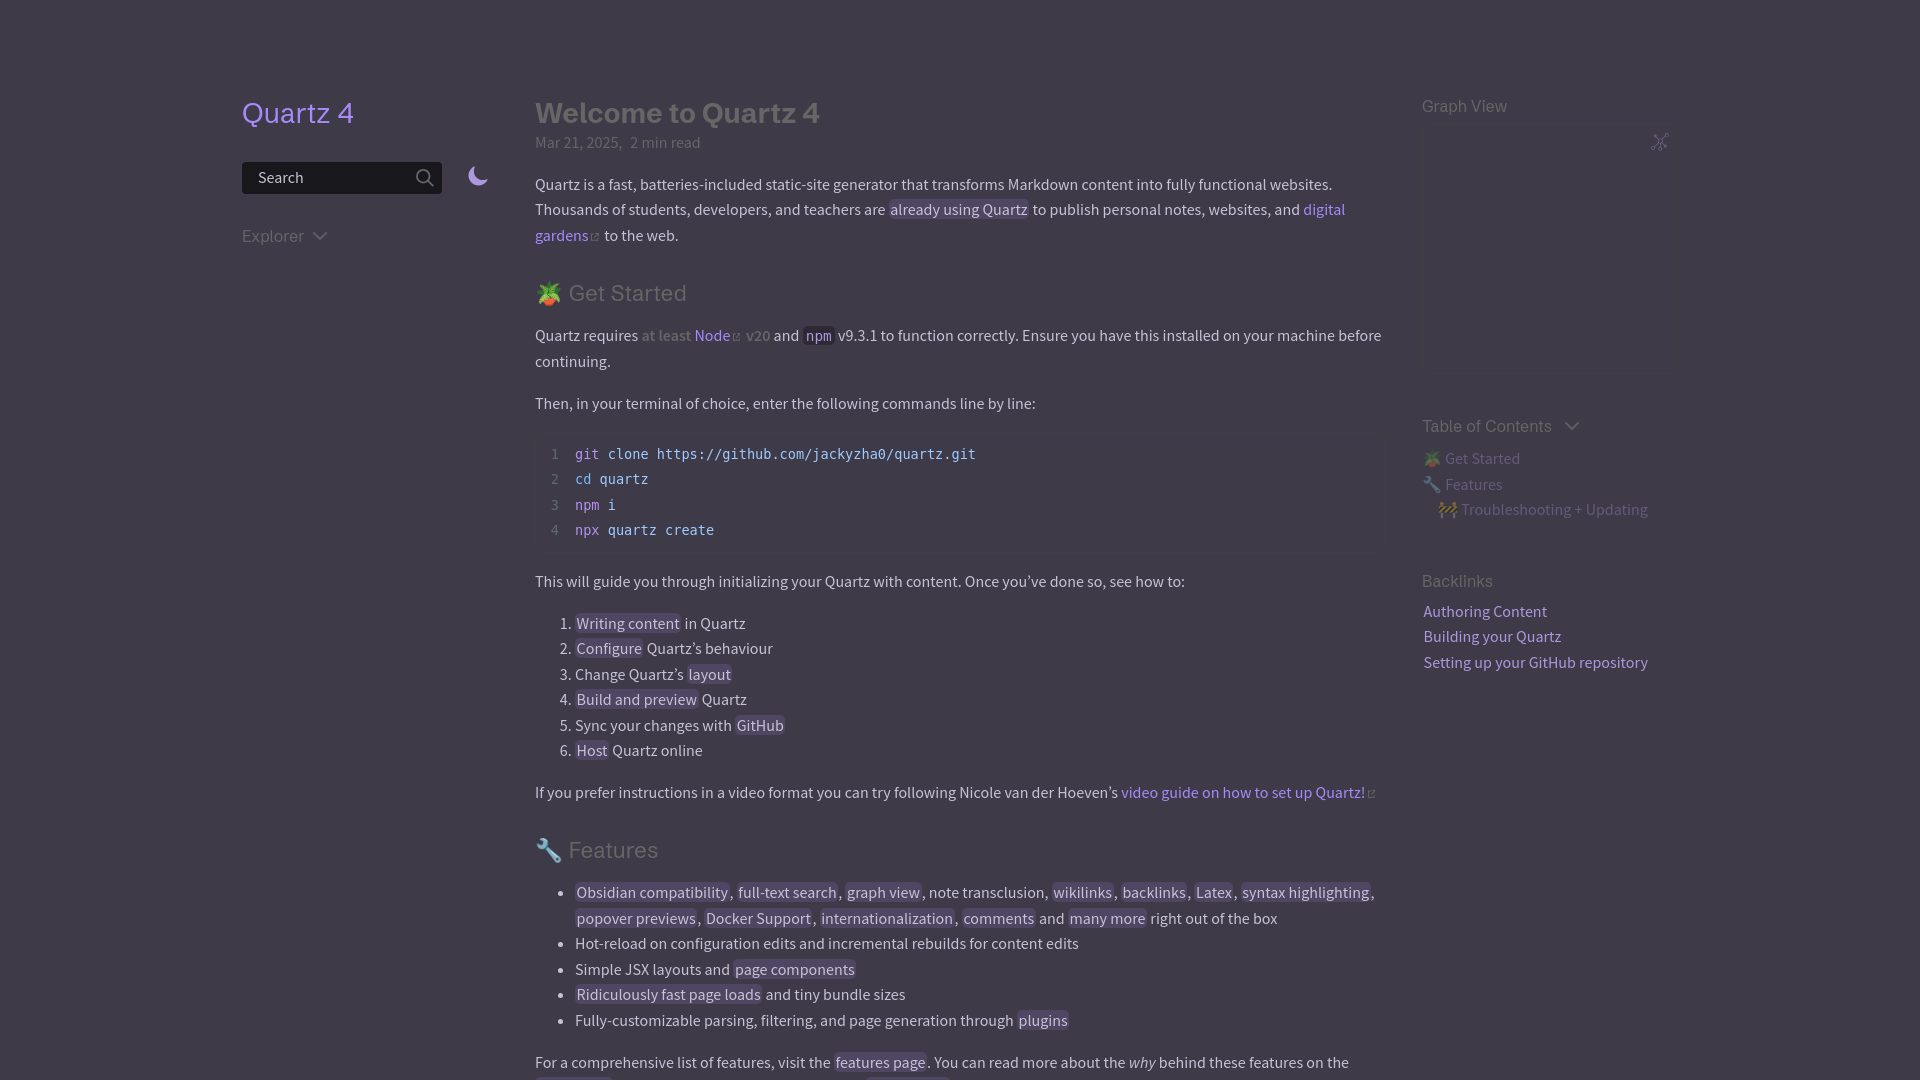 Quartz 4
Search
Explorer
Welcome to Quartz 4
Mar 21, 2025, 2 min read
Quartz is a fast, batteries-included static-site generator that transforms Markdown content into fully functional websites.
Thousands of students, developers, and teachers are already using Quartz to publish personal notes, websites, and digital
gardens to the web.
🪴 Get Started
Quartz requires at least Node v20 and npm v9.3.1 to function correctly. Ensure you have this installed on your machine before
continuing.
Then, in your terminal of choice, enter the following commands line by line:
1 git clone https://github.com/jackyzha0/quartz.git
2 cd quartz
3 npm i
4 npx quartz create
This will guide you through initializing your Quartz with content. Once you’ve done so, see how to:
1. Writing content in Quartz
2. Configure Quartz’s behaviour
3. Change Quartz’s layout
4. Build and preview Quartz
5. Sync your changes with GitHub
6. Host Quartz online
If you prefer instructions in a video format you can try following Nicole van der Hoeven’s video guide on how to set up Quartz!
🔧 Features
• Obsidian compatibility, full-text search, graph view, note transclusion, wikilinks, backlinks, Latex, syntax highlighting,
popover previews, Docker Support, internationalization, comments and many more right out of the box
• Hot-reload on configuration edits and incremental rebuilds for content edits
• Simple JSX layouts and page components
• Ridiculously fast page loads and tiny bundle sizes
• Fully-customizable parsing, filtering, and page generation through plugins
For a comprehensive list of features, visit the features page. You can read more about the why behind these features on the
Graph View
Table of Contents
🪴 Get Started
🔧 Features
🚧 Troubleshooting + Updating
Backlinks
Authoring Content
Building your Quartz
Setting up your GitHub repository